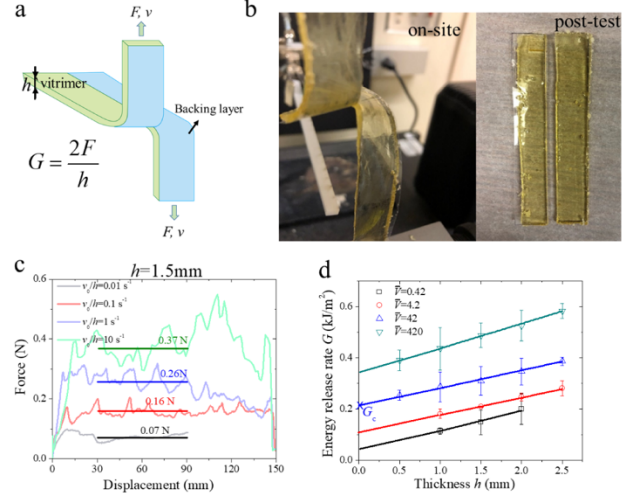 a
F, v
h
vitrimer
Backing layer
G = 2F/h
F, v
b
on-site
post-test
c
h=1.5mm
v₀/h=0.01 s⁻¹
v₀/h=0.1 s⁻¹
v₀/h=1 s⁻¹
v₀/h=10 s⁻¹
0.37 N
0.26N
0.16 N
0.07 N
Force (N)
0.6
0.4
0.2
0.0
0 30 60 90 120 150
Displacement (mm)
d
Ṽ=0.42
Ṽ=4.2
Ṽ=42
Ṽ=420
G꜀
Energy release rate G (kJ/m²)
0.6
0.4
0.2
0.0
0.0 0.5 1.0 1.5 2.0 2.5
Thickness h (mm)